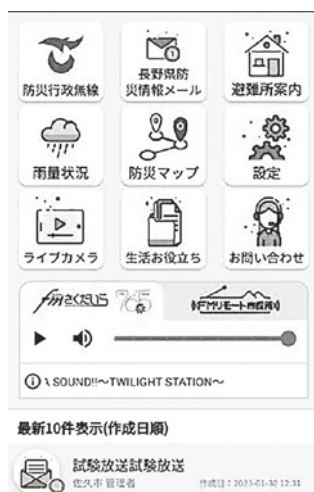 防災行政無線
長野県防
災情報メール
避難所案内
雨量状況
防災マップ
設定
ライブカメラ
生活お役立ち
お問い合わせ
fmさくだいら 76.5
FMリモート
SOUND!!～TWILIGHT STATION～
最新10件表示(作成日順)
試験放送試験放送
佐久市 管理者
作成日：2023-01-30 12:31